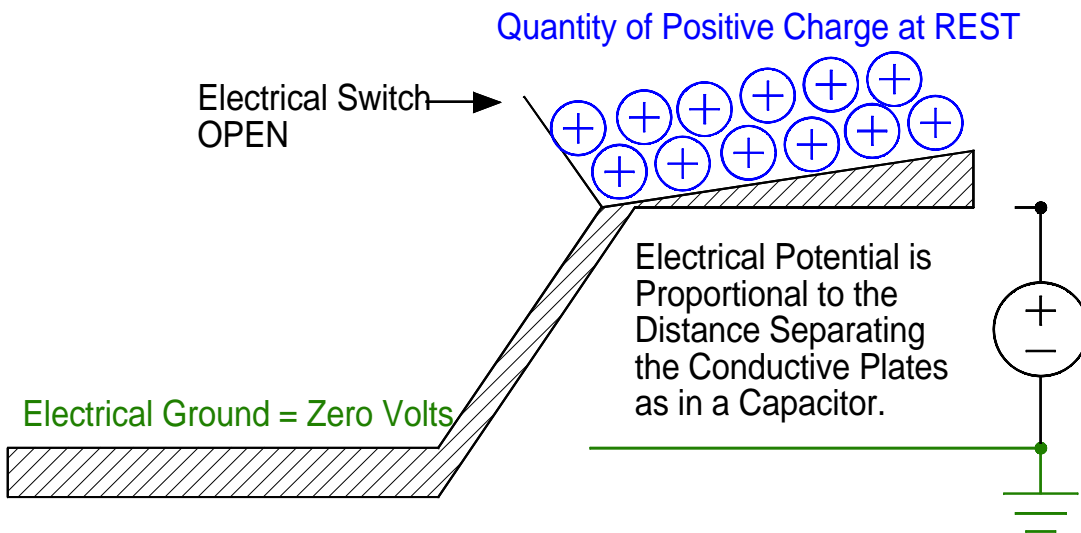 Quantity of Positive Charge at REST
Electrical Switch
OPEN
Electrical Potential is
Proportional to the
Distance Separating
the Conductive Plates
as in a Capacitor.
Electrical Ground = Zero Volts